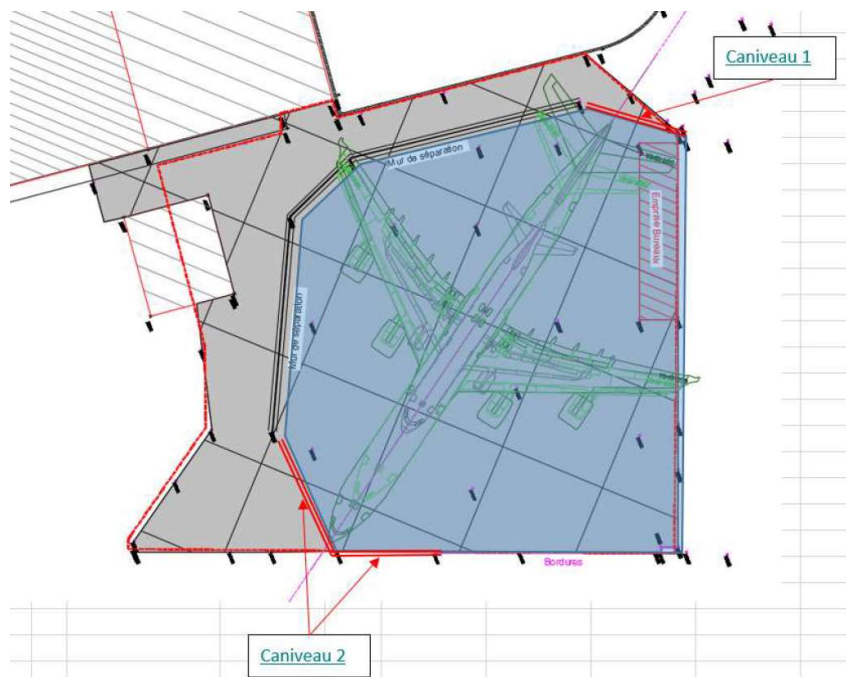 Caniveau 1
Mur de séparation
Emprise Bureaux
Mur de séparation
Bordures
Caniveau 2